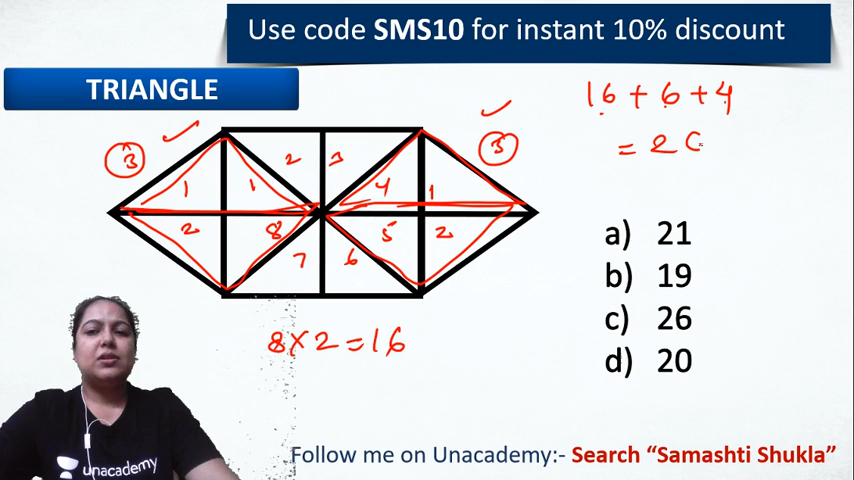 Use code SMS10 for instant 10% discount
TRIANGLE
16 + 6 + 4
= 26
3
3
2 3
1 1 4 1
2 8 5 2
7 6
8 x 2 = 16
a) 21
b) 19
c) 26
d) 20
unacademy
Follow me on Unacademy:- Search “Samashti Shukla”